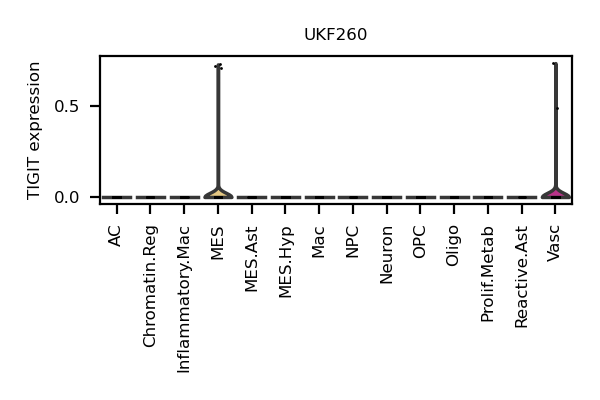 UKF260
TIGIT expression
0.5
0.0
AC
Chromatin.Reg
Inflammatory.Mac
MES
MES.Ast
MES.Hyp
Mac
NPC
Neuron
OPC
Oligo
Prolif.Metab
Reactive.Ast
Vasc